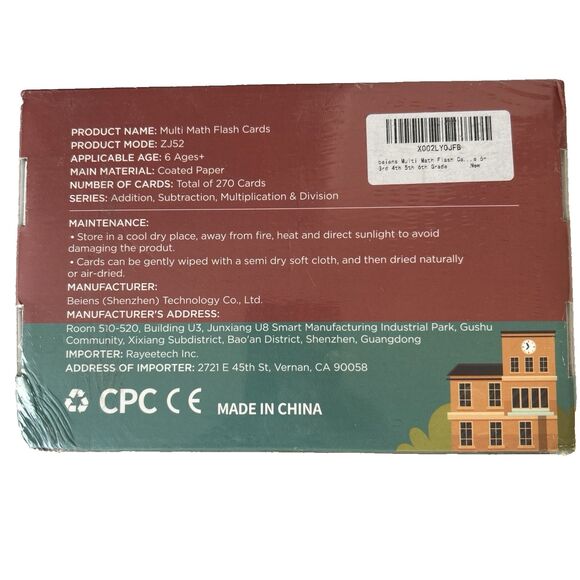 PRODUCT NAME: Multi Math Flash Cards
PRODUCT MODE: ZJ52
APPLICABLE AGE: 6 Ages+
MAIN MATERIAL: Coated Paper
NUMBER OF CARDS: Total of 270 Cards
SERIES: Addition, Subtraction, Multiplication & Division
X002LYOJFB
beiens Multi Math Flash Ca...s
3rd 4th 5th 6th Grade
New
MAINTENANCE:
• Store in a cool dry place, away from fire, heat and direct sunlight to avoid
damaging the produt.
• Cards can be gently wiped with a semi dry soft cloth, and then dried naturally
or air-dried.
MANUFACTURER:
Beiens (Shenzhen) Technology Co., Ltd.
MANUFACTURER'S ADDRESS:
Room 510-520, Building U3, Junxiang U8 Smart Manufacturing Industrial Park, Gushu
Community, Xixiang Subdistrict, Bao'an District, Shenzhen, Guangdong
IMPORTER: Rayeetech Inc.
ADDRESS OF IMPORTER: 2721 E 45th St, Vernan, CA 90058
CPC CE MADE IN CHINA